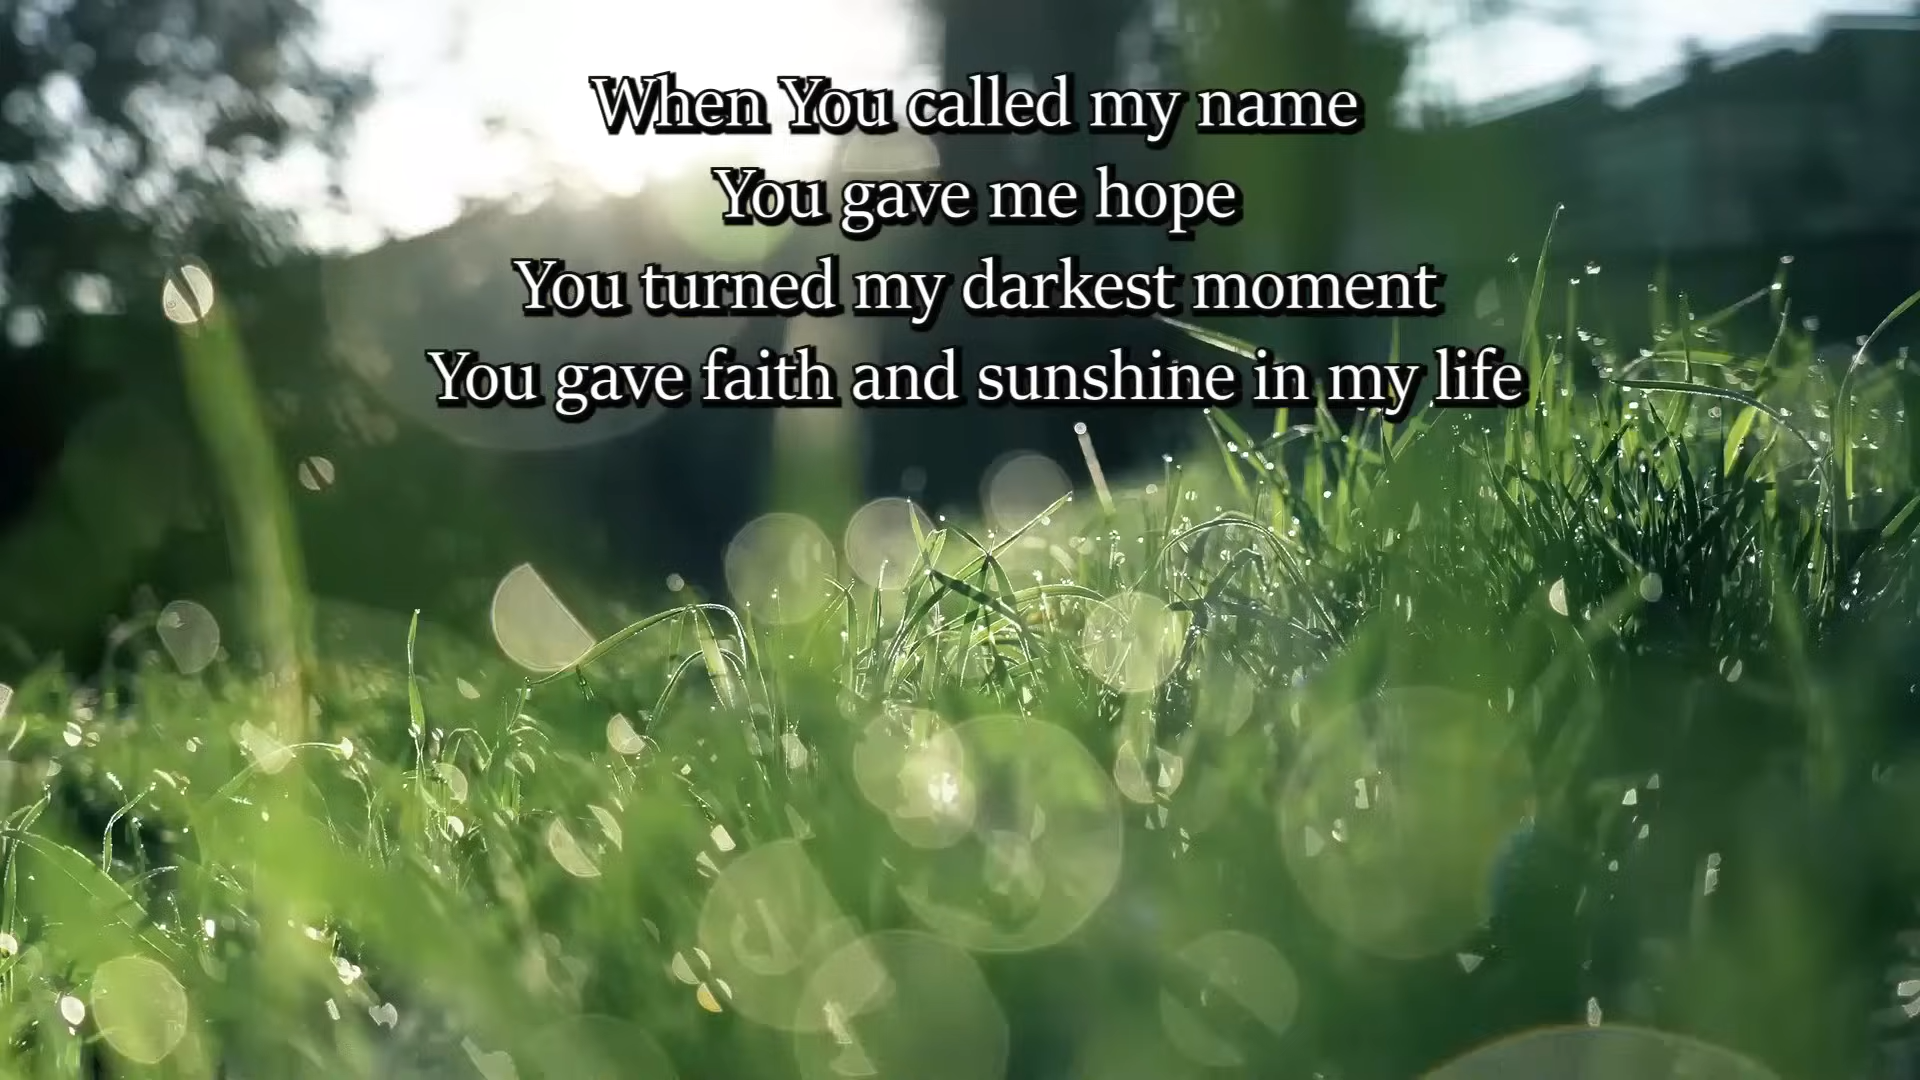 When You called my name
You gave me hope
You turned my darkest moment
You gave faith and sunshine in my life